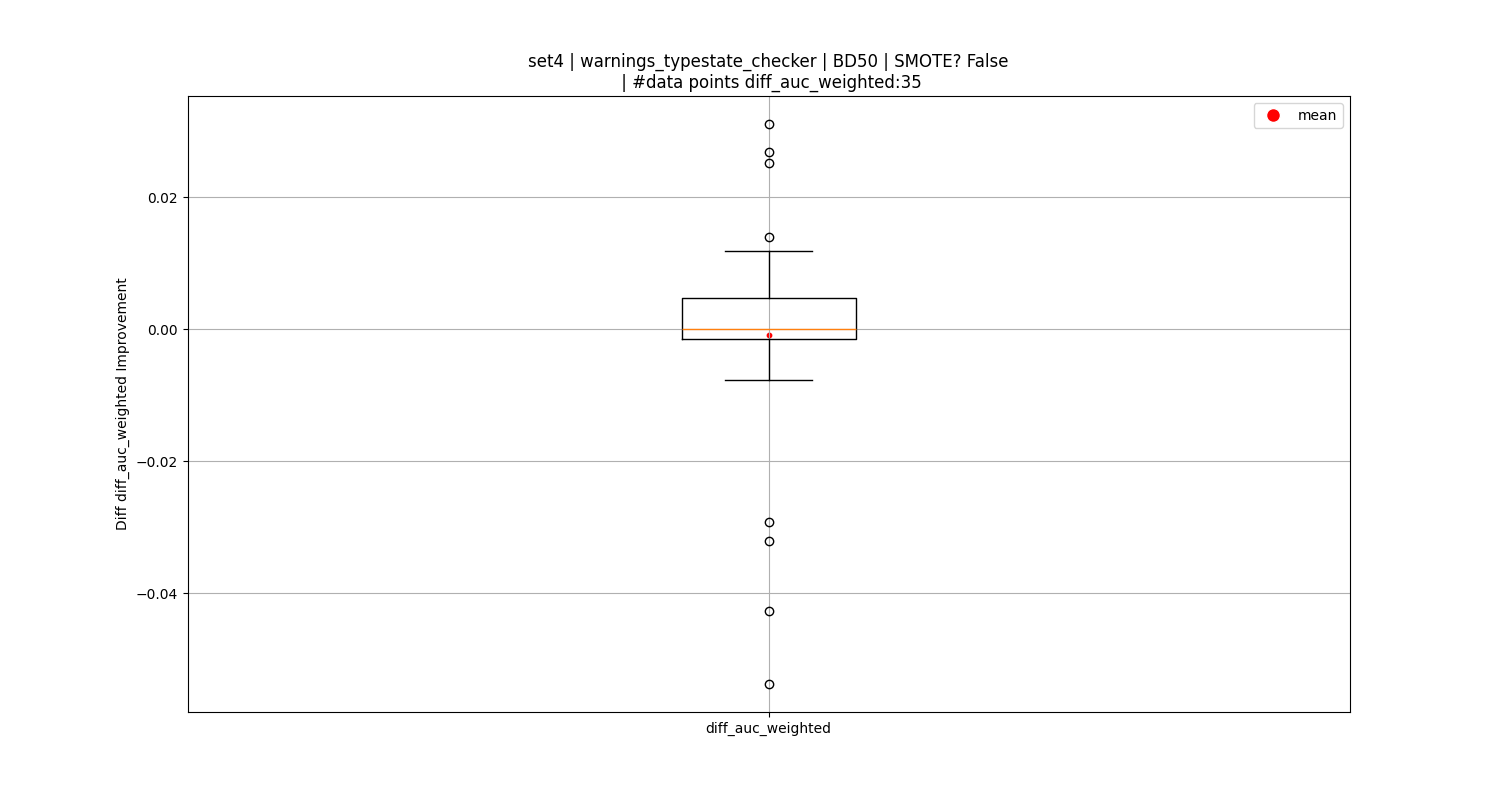 set4 | warnings_typestate_checker | BD50 | SMOTE? False
| #data points diff_auc_weighted:35
mean
0.02
0.00
−0.02
−0.04
Diff diff_auc_weighted Improvement
diff_auc_weighted